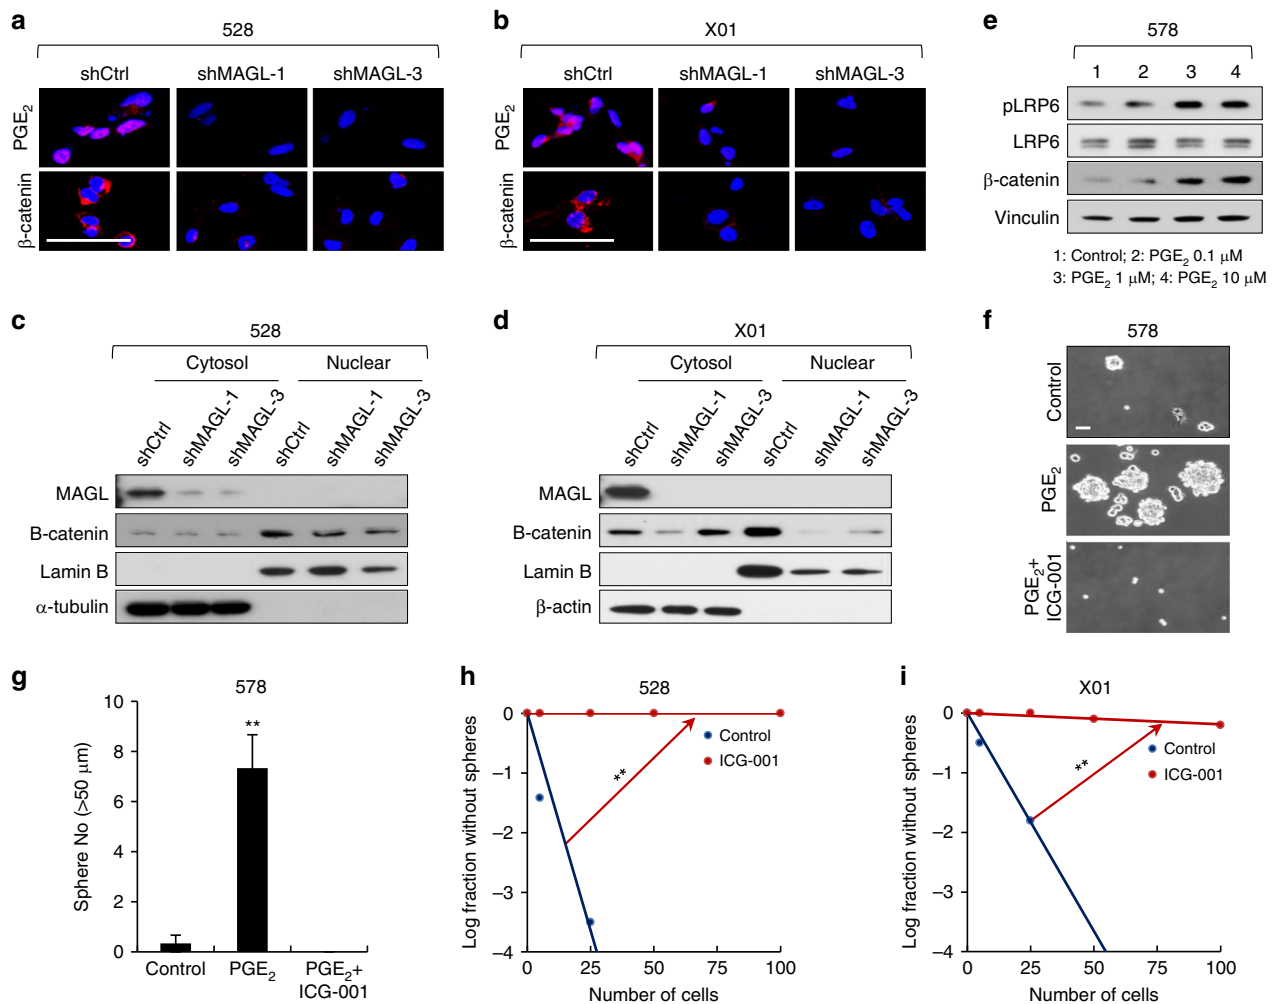 a
528
shCtrl shMAGL-1 shMAGL-3
PGE2
β-catenin
b
X01
shCtrl shMAGL-1 shMAGL-3
PGE2
β-catenin
e
578
1 2 3 4
pLRP6
LRP6
β-catenin
Vinculin
1: Control; 2: PGE2 0.1 μM
3: PGE2 1 μM; 4: PGE2 10 μM
c
528
Cytosol Nuclear
shCtrl shMAGL-1 shMAGL-3 shCtrl shMAGL-1 shMAGL-3
MAGL
B-catenin
Lamin B
α-tubulin
d
X01
Cytosol Nuclear
shCtrl shMAGL-1 shMAGL-3 shCtrl shMAGL-1 shMAGL-3
MAGL
B-catenin
Lamin B
β-actin
f
578
Control
PGE2
PGE2+
ICG-001
g
578
Sphere No (>50 μm)
10
8
6
4
2
0
**
Control PGE2 PGE2+
ICG-001
h
528
Log fraction without spheres
0
–1
–2
–3
–4
**
Control
ICG-001
0 25 50 75 100
Number of cells
i
X01
Log fraction without spheres
0
–1
–2
–3
–4
**
Control
ICG-001
0 25 50 75 100
Number of cells